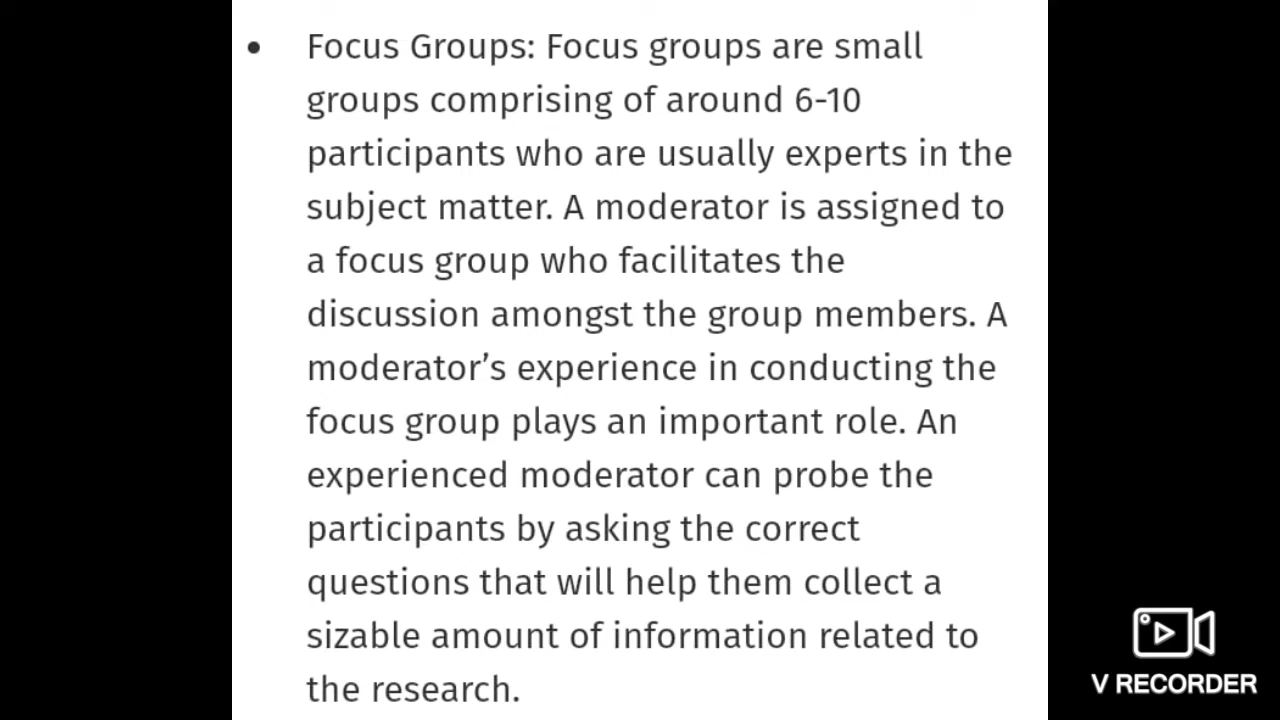 • Focus Groups: Focus groups are small
groups comprising of around 6-10
participants who are usually experts in the
subject matter. A moderator is assigned to
a focus group who facilitates the
discussion amongst the group members. A
moderator’s experience in conducting the
focus group plays an important role. An
experienced moderator can probe the
participants by asking the correct
questions that will help them collect a
sizable amount of information related to
the research.
V RECORDER